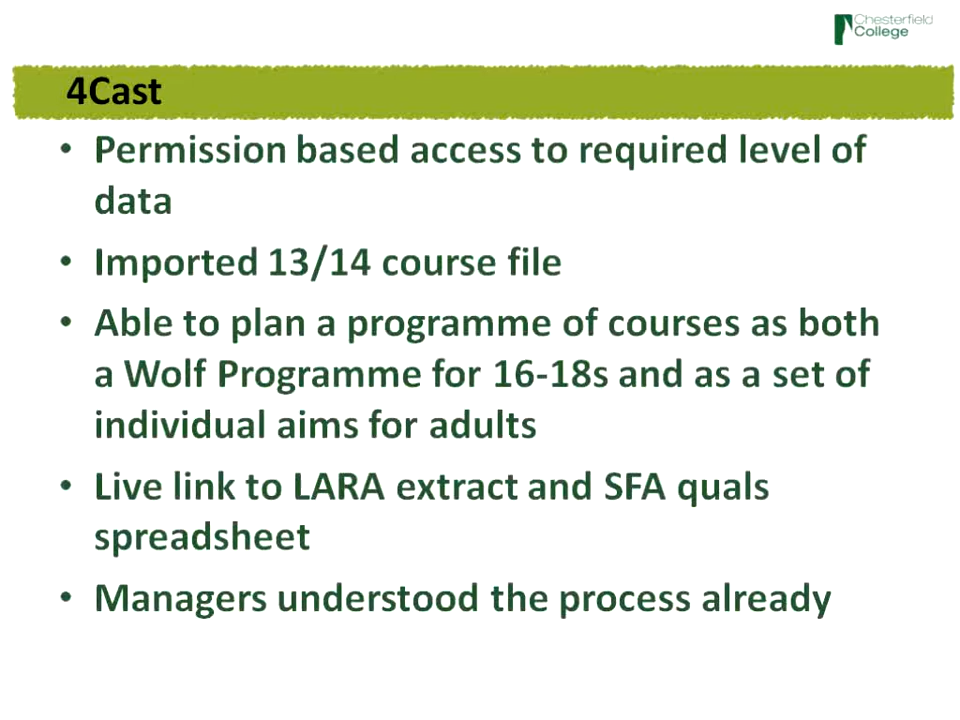 Chesterfield
College
4Cast
• Permission based access to required level of
data
• Imported 13/14 course file
• Able to plan a programme of courses as both
a Wolf Programme for 16-18s and as a set of
individual aims for adults
• Live link to LARA extract and SFA quals
spreadsheet
• Managers understood the process already